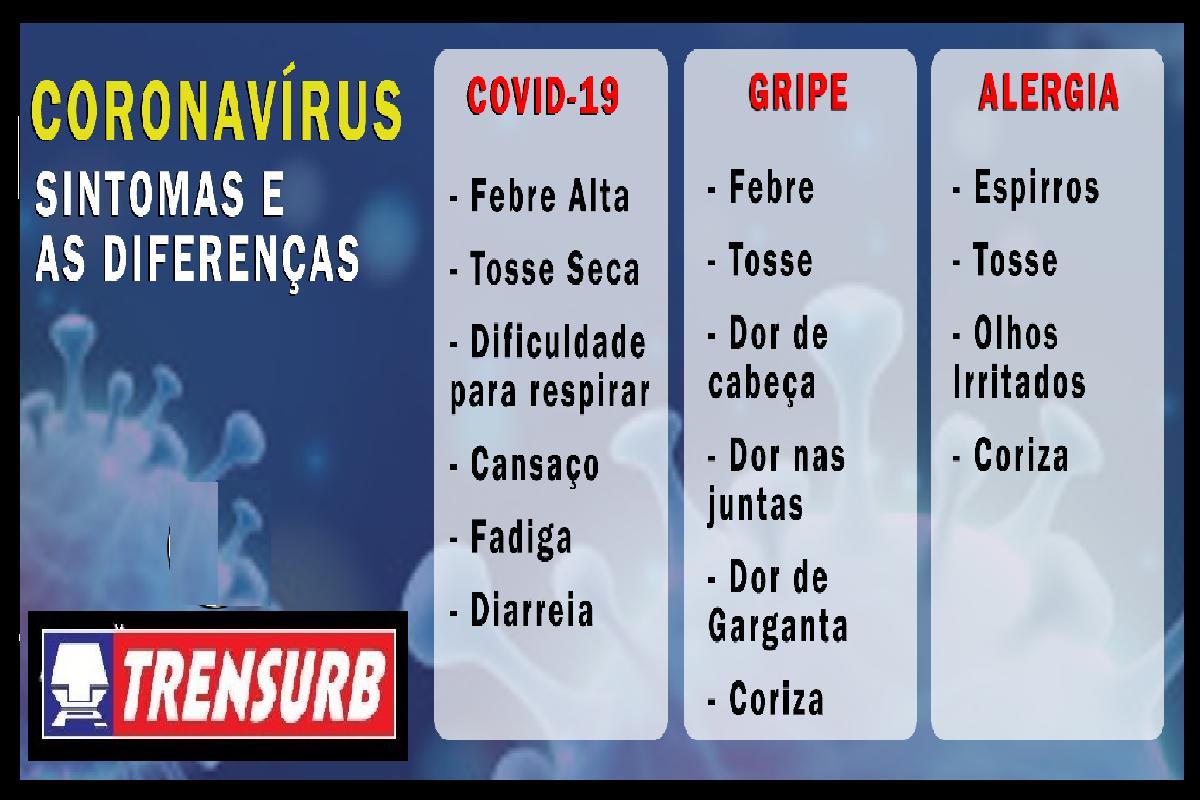 CORONAVÍRUS
SINTOMAS E
AS DIFERENÇAS
TRENSURB
COVID-19
- Febre Alta
- Tosse Seca
- Dificuldade
para respirar
- Cansaço
- Fadiga
- Diarreia
GRIPE
- Febre
- Tosse
- Dor de
cabeça
- Dor nas
juntas
- Dor de
Garganta
- Coriza
ALERGIA
- Espirros
- Tosse
- Olhos
Irritados
- Coriza